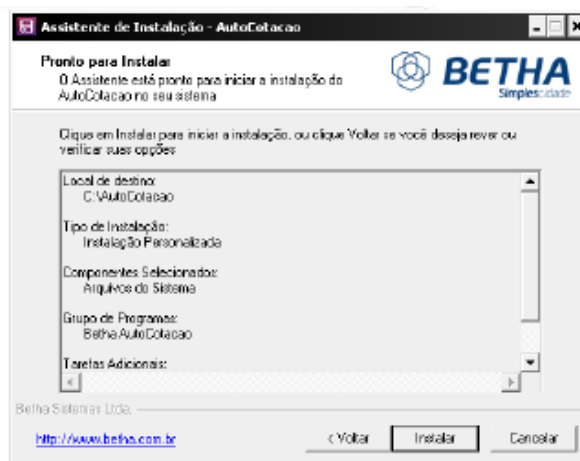 Assistente de Instalação - AutoCotacao
Pronto para Instalar
O Assistente está pronto para iniciar a instalação do
AutoCotacao no seu sistema
BETHA
Simplescidade
Clique em Instalar para iniciar a instalação, ou clique Voltar se você deseja rever ou
verificar suas opções
Local de destino:
C:\AutoCotacao
Tipo de Instalação:
Instalação Personalizada
Componentes Selecionados:
Arquivos do Sistema
Grupo de Programas:
Betha AutoCotacao
Tarefas Adicionais:
Betha Sistemas Ltda.
http://www.betha.com.br
< Voltar
Instalar
Cancelar